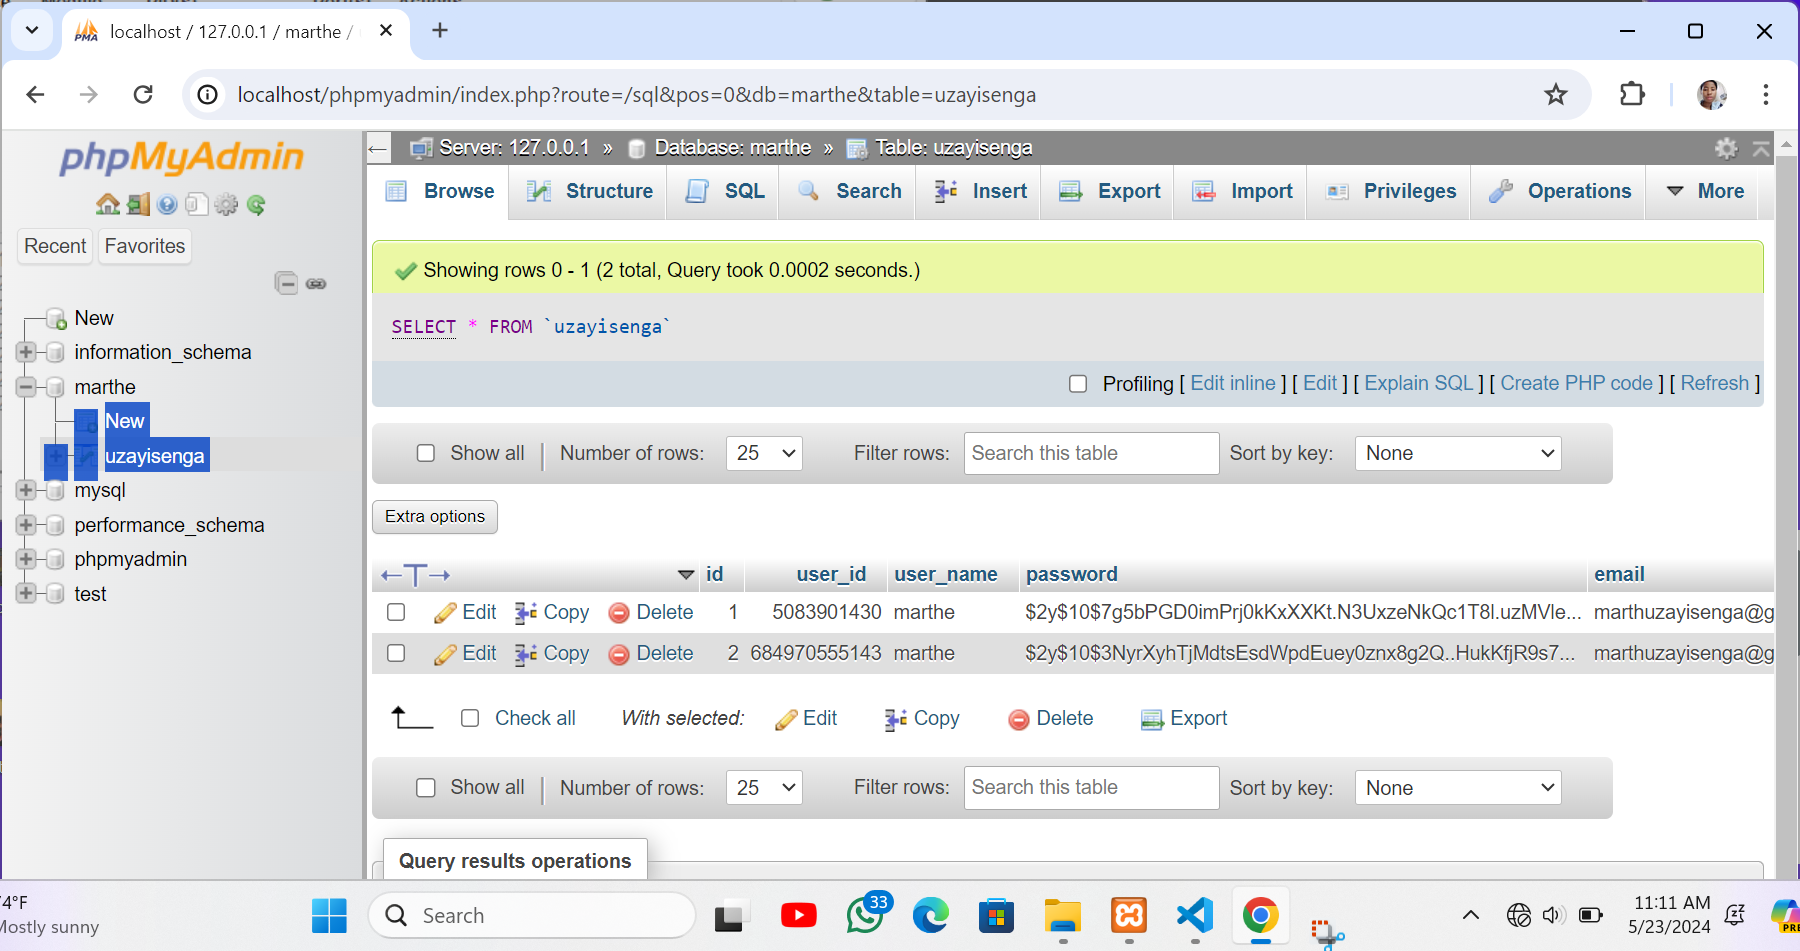 localhost / 127.0.0.1 / marthe /
localhost/phpmyadmin/index.php?route=/sql&pos=0&db=marthe&table=uzayisenga
phpMyAdmin
Recent Favorites
New
information_schema
marthe
New
uzayisenga
mysql
performance_schema
phpmyadmin
test
Server: 127.0.0.1 » Database: marthe » Table: uzayisenga
Browse Structure SQL Search Insert Export Import Privileges Operations More
Showing rows 0 - 1 (2 total, Query took 0.0002 seconds.)
SELECT * FROM `uzayisenga`
Profiling [ Edit inline ] [ Edit ] [ Explain SQL ] [ Create PHP code ] [ Refresh ]
Show all | Number of rows: 25 Filter rows: Search this table Sort by key: None
Extra options
←T→ id user_id user_name password email
Edit Copy Delete 1 5083901430 marthe $2y$10$7g5bPGD0imPrj0kKxXXKt.N3UxzeNkQc1T8l.uzMVle... marthuzayisenga@g
Edit Copy Delete 2 684970555143 marthe $2y$10$3NyrXyhTjMdtsEsdWpdEuey0znx8g2Q..HukKfjR9s7... marthuzayisenga@g
Check all With selected: Edit Copy Delete Export
Show all | Number of rows: 25 Filter rows: Search this table Sort by key: None
Query results operations
4°F
Mostly sunny
Search
33
11:11 AM
5/23/2024
PRE